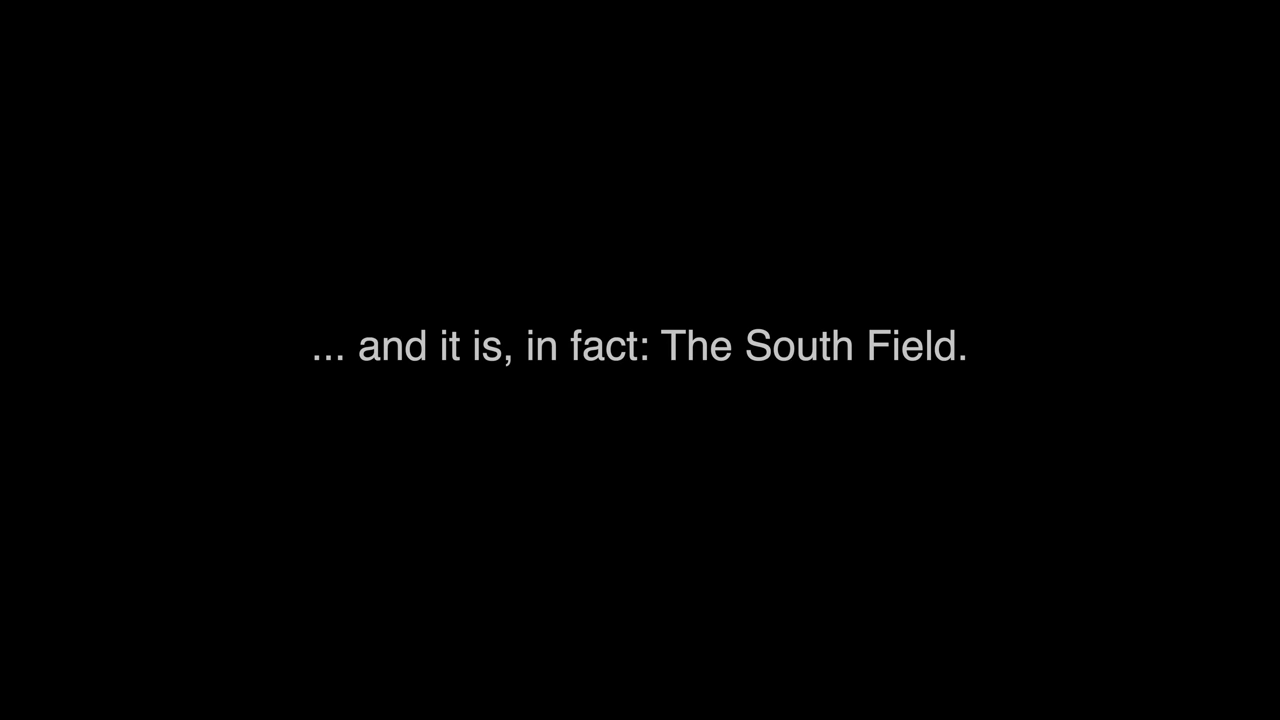 ... and it is, in fact: The South Field.